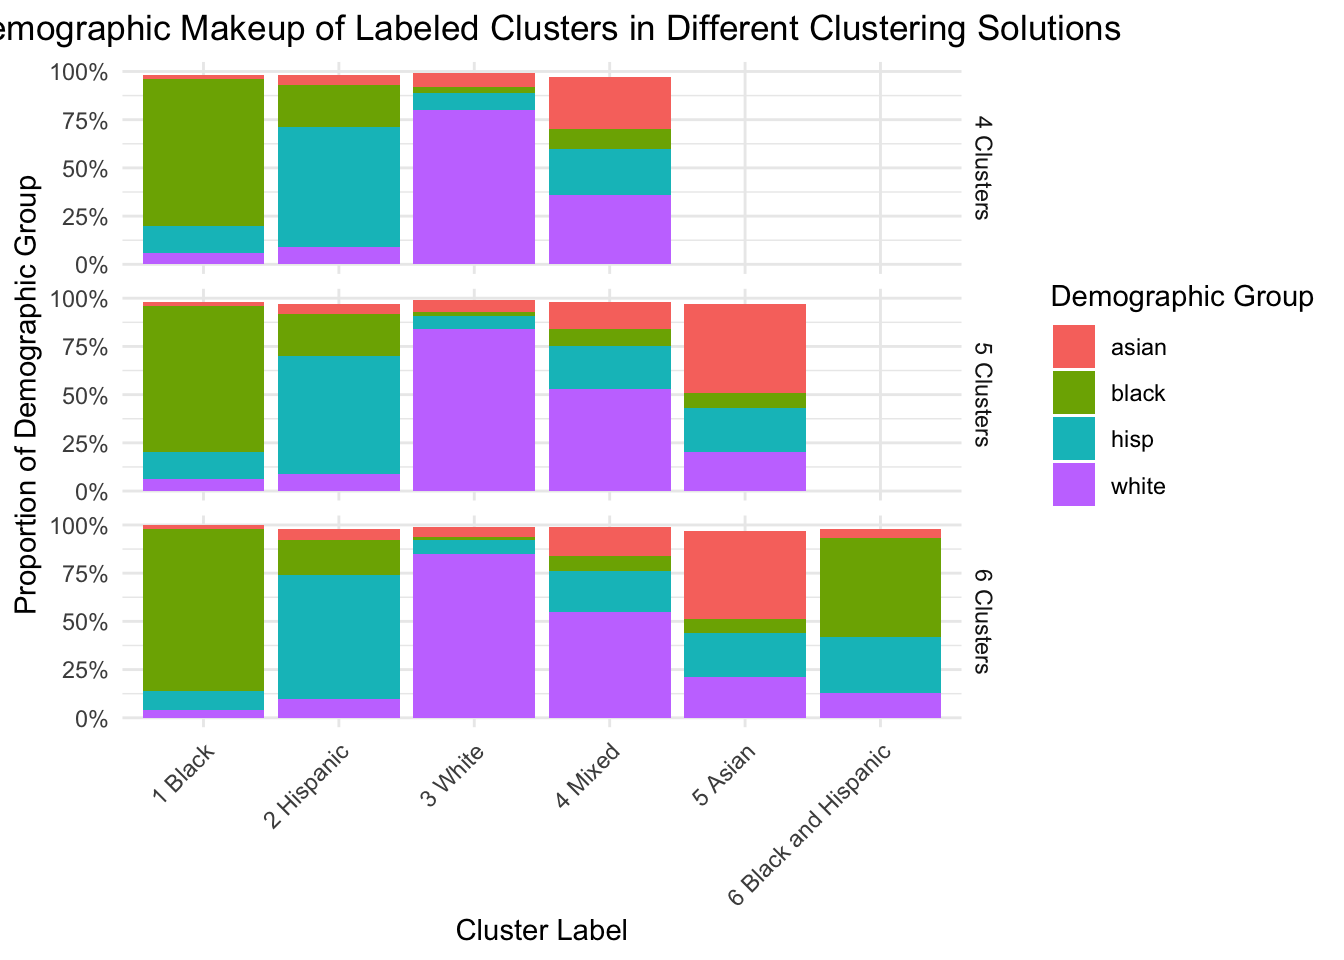 emographic Makeup of Labeled Clusters in Different Clustering Solutions
Proportion of Demographic Group
100%
75%
50%
25%
0%
4 Clusters
100%
75%
50%
25%
0%
5 Clusters
100%
75%
50%
25%
0%
6 Clusters
1 Black
2 Hispanic
3 White
4 Mixed
5 Asian
6 Black and Hispanic
Cluster Label
Demographic Group
asian
black
hisp
white